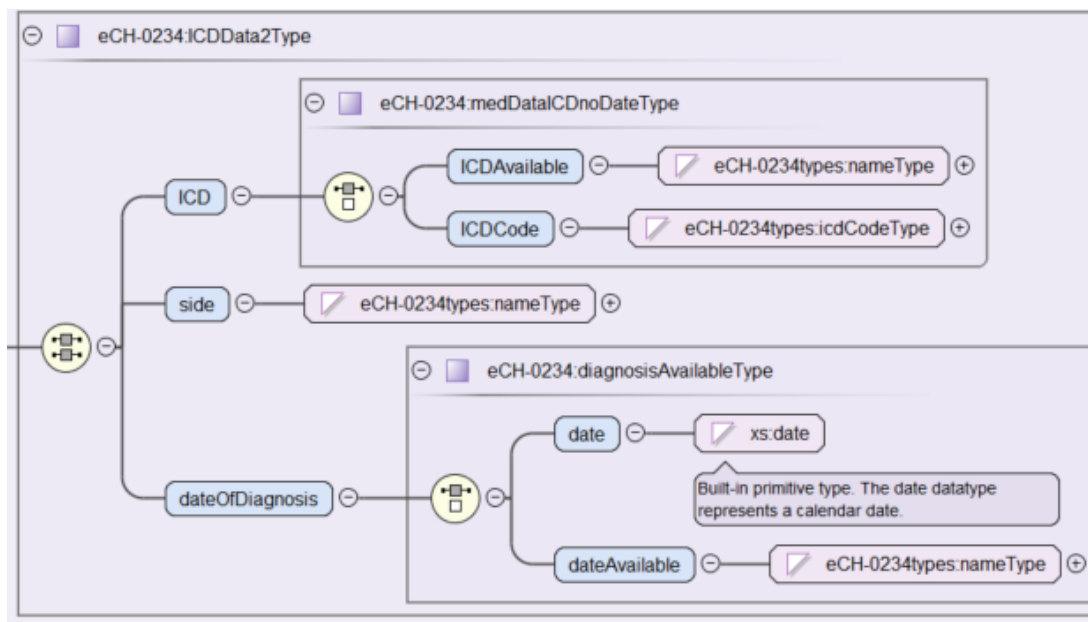 eCH-0234:ICDData2Type
eCH-0234:medDataICDnoDateType
ICDAvailable
eCH-0234types:nameType
ICD
ICDCode
eCH-0234types:icdCodeType
side
eCH-0234types:nameType
eCH-0234:diagnosisAvailableType
date
xs:date
Built-in primitive type. The date datatype
represents a calendar date.
dateOfDiagnosis
dateAvailable
eCH-0234types:nameType